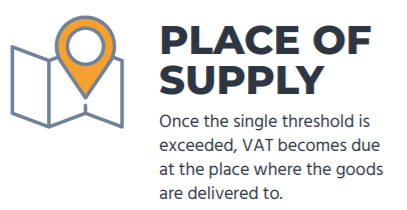 PLACE OF
SUPPLY
Once the single threshold is
exceeded, VAT becomes due
at the place where the goods
are delivered to.